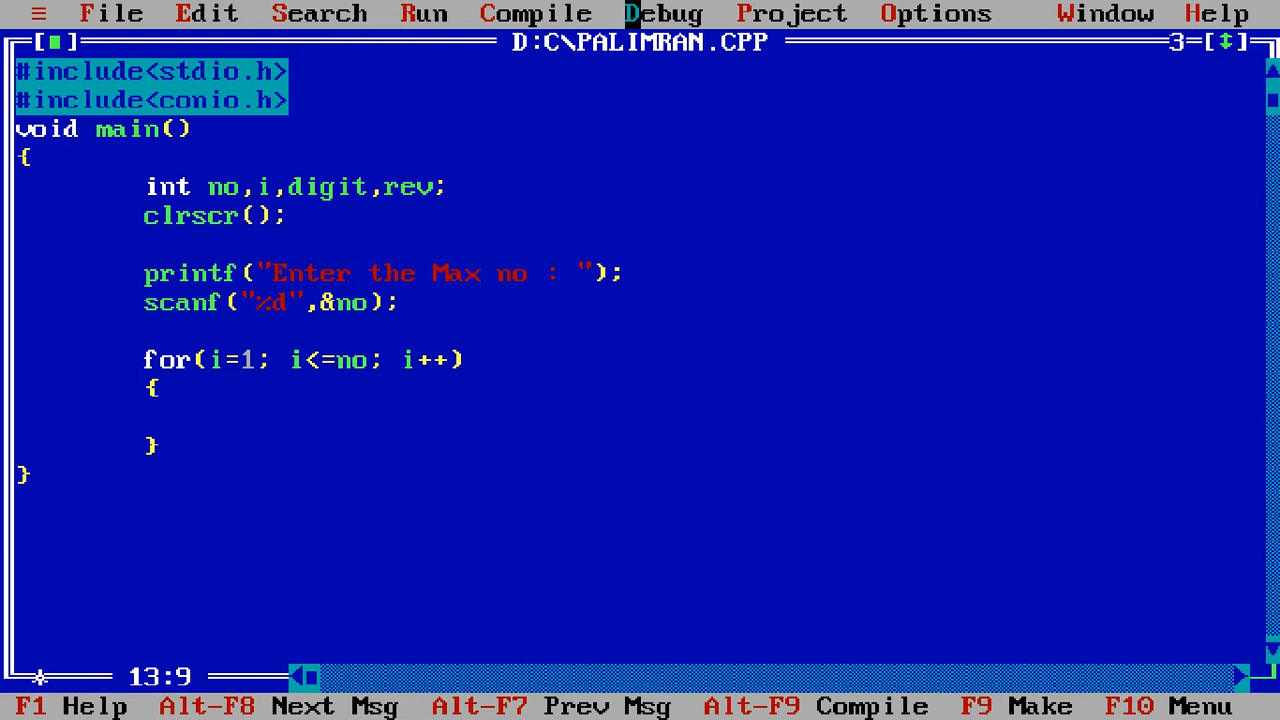 ≡ File Edit Search Run Compile Debug Project Options Window Help
[■] D:C\PALIMRAN.CPP 3=[↕]
#include<stdio.h>
#include<conio.h>
void main()
{
int no,i,digit,rev;
clrscr();
printf("Enter the Max no : ");
scanf("%d",&no);
for(i=1; i<=no; i++)
{
}
}
* 13:9
F1 Help Alt-F8 Next Msg Alt-F7 Prev Msg Alt-F9 Compile F9 Make F10 Menu